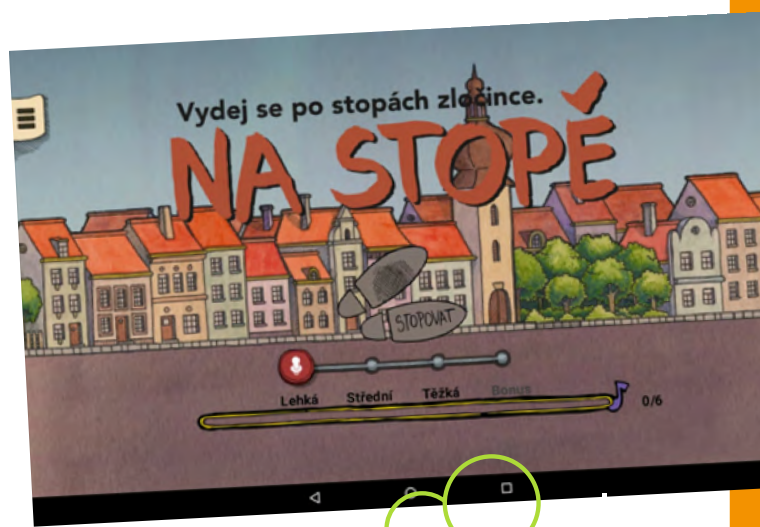 Vydej se po stopách zločince.
NA STOPĚ
STOPOVAT
Lehká Střední Těžká Bonus
0/6